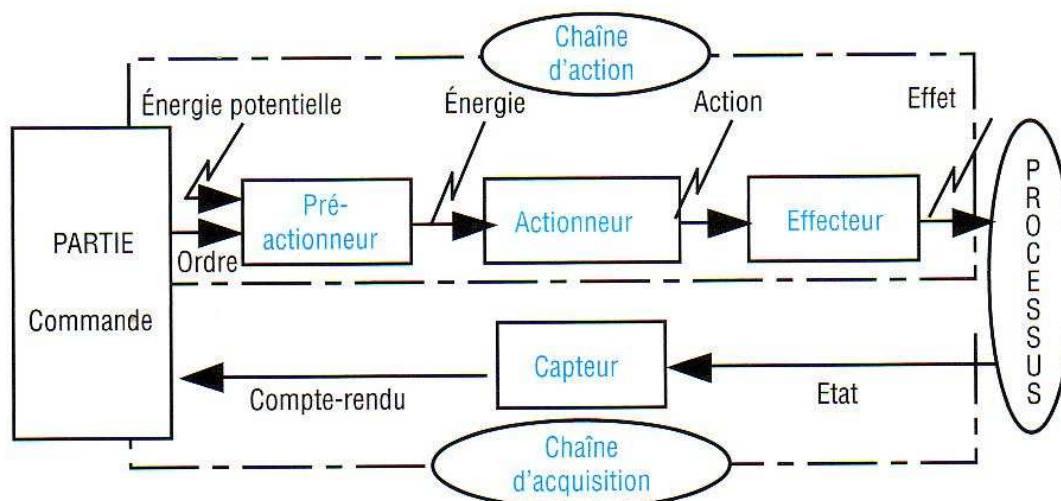 Chaîne
d'action
Énergie potentielle
Énergie
Action
Effet
PARTIE
Commande
Ordre
Pré-
actionneur
Actionneur
Effecteur
PROCESSUS
Capteur
Compte-rendu
Etat
Chaîne
d'acquisition